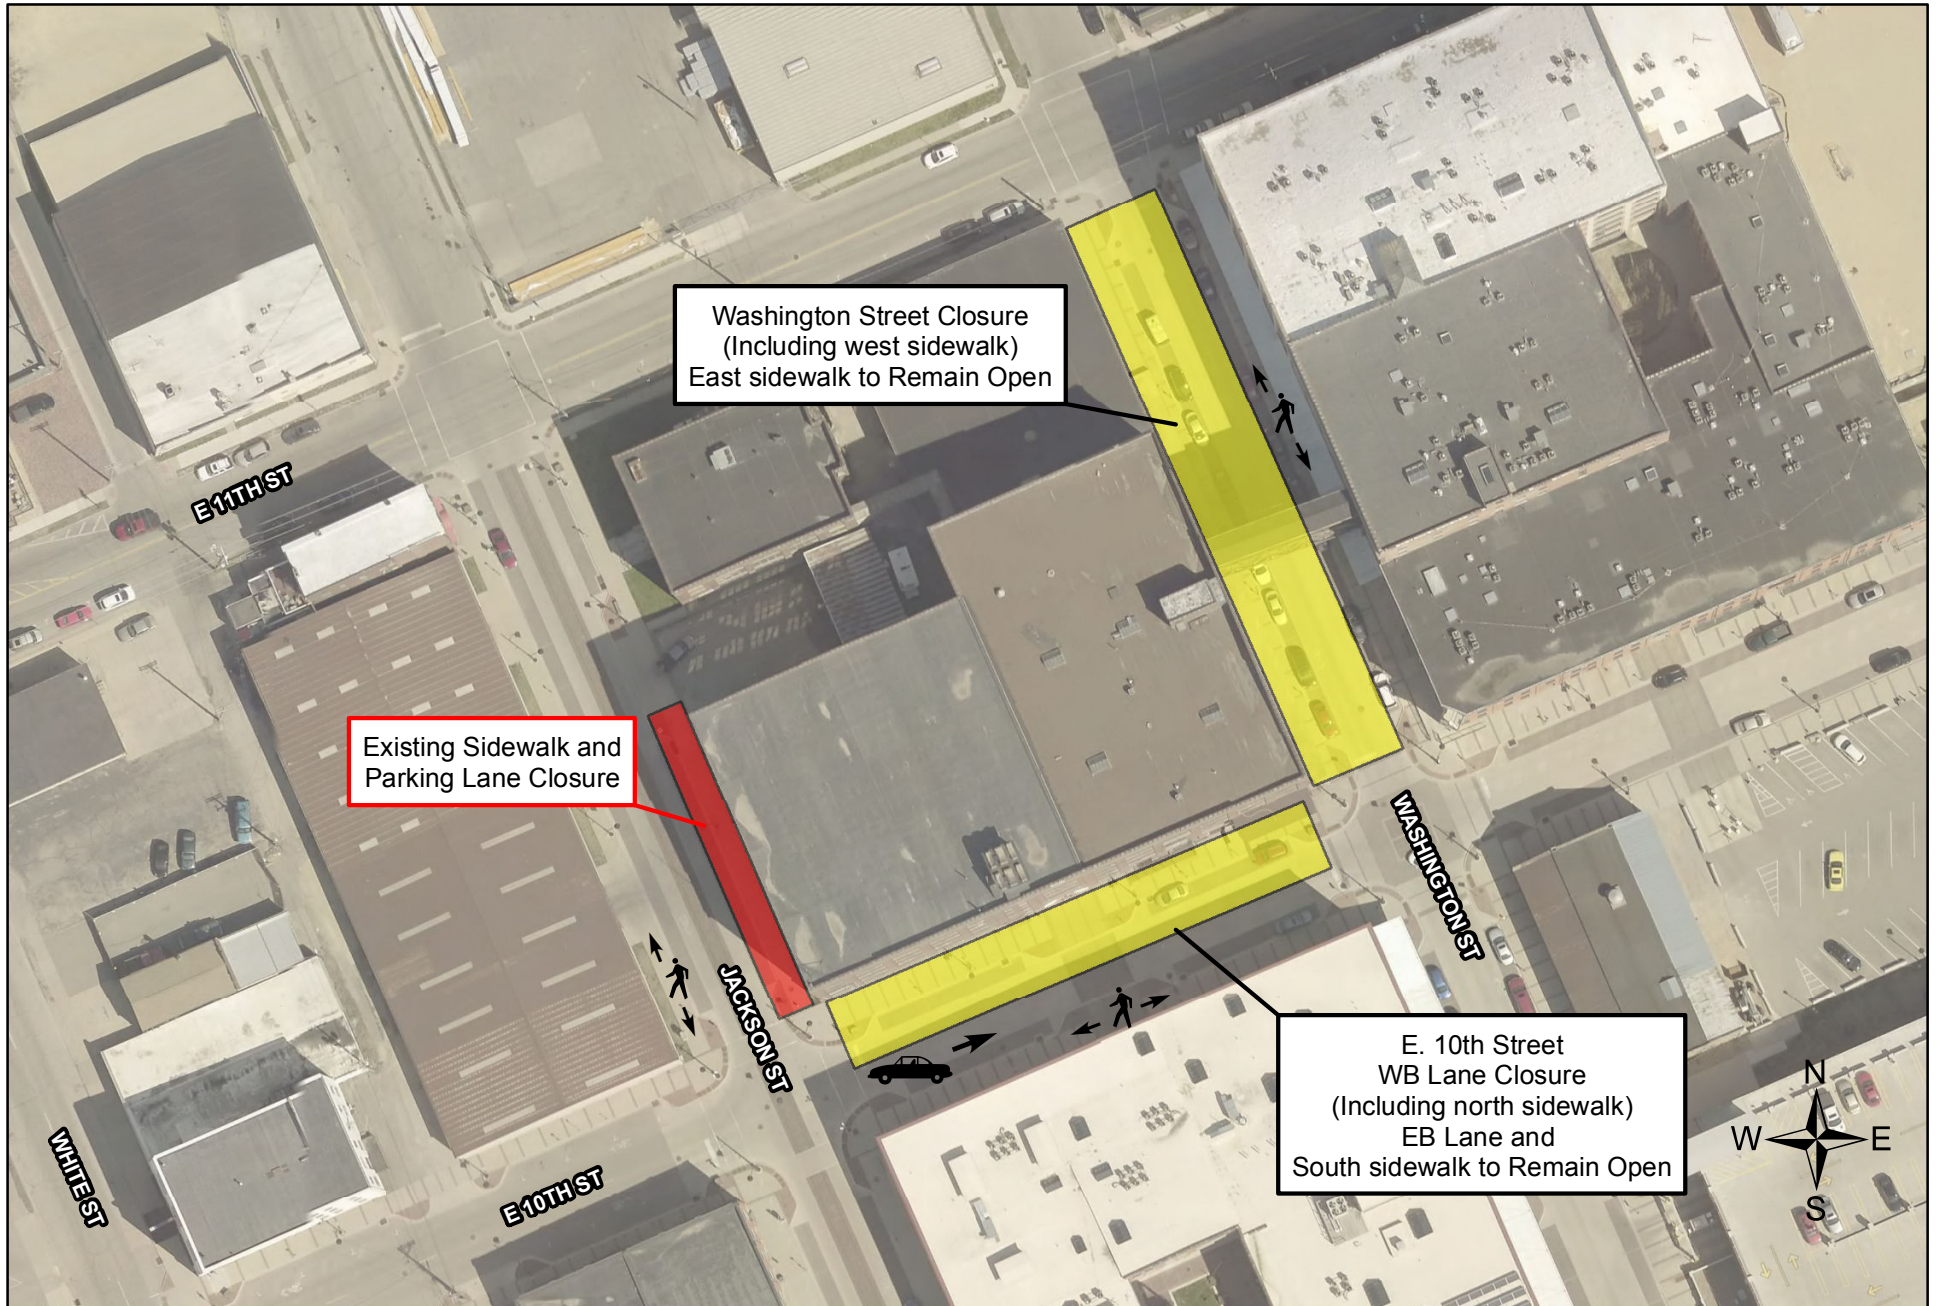 Washington Street Closure
(Including west sidewalk)
East sidewalk to Remain Open
E 11TH ST
Existing Sidewalk and
Parking Lane Closure
WASHINGTON ST
JACKSON ST
E. 10th Street
WB Lane Closure
(Including north sidewalk)
EB Lane and
South sidewalk to Remain Open
N
W
E
S
WHITE ST
E 10TH ST